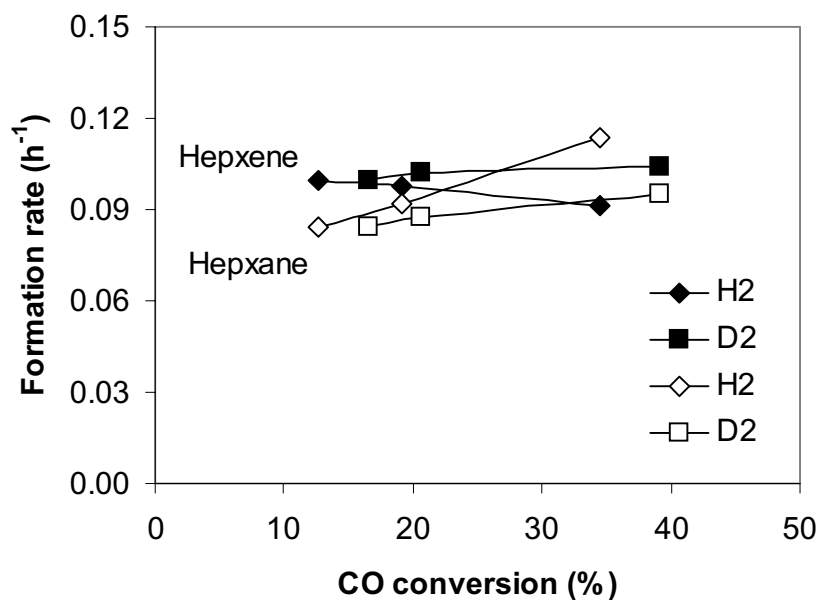 0.15
0.12
0.09
0.06
0.03
0.00
Formation rate (h⁻¹)
Hepxene
Hepxane
H2
D2
H2
D2
0 10 20 30 40 50
CO conversion (%)